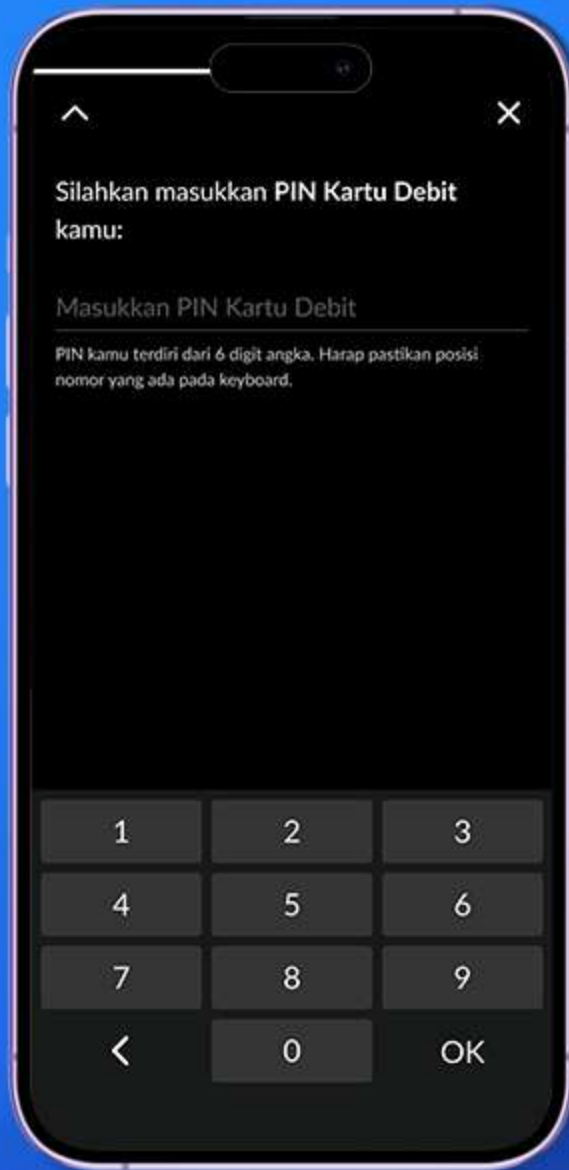 Silahkan masukkan PIN Kartu Debit
kamu:
Masukkan PIN Kartu Debit
PIN kamu terdiri dari 6 digit angka. Harap pastikan posisi
nomor yang ada pada keyboard.
1 2 3
4 5 6
7 8 9
0 OK